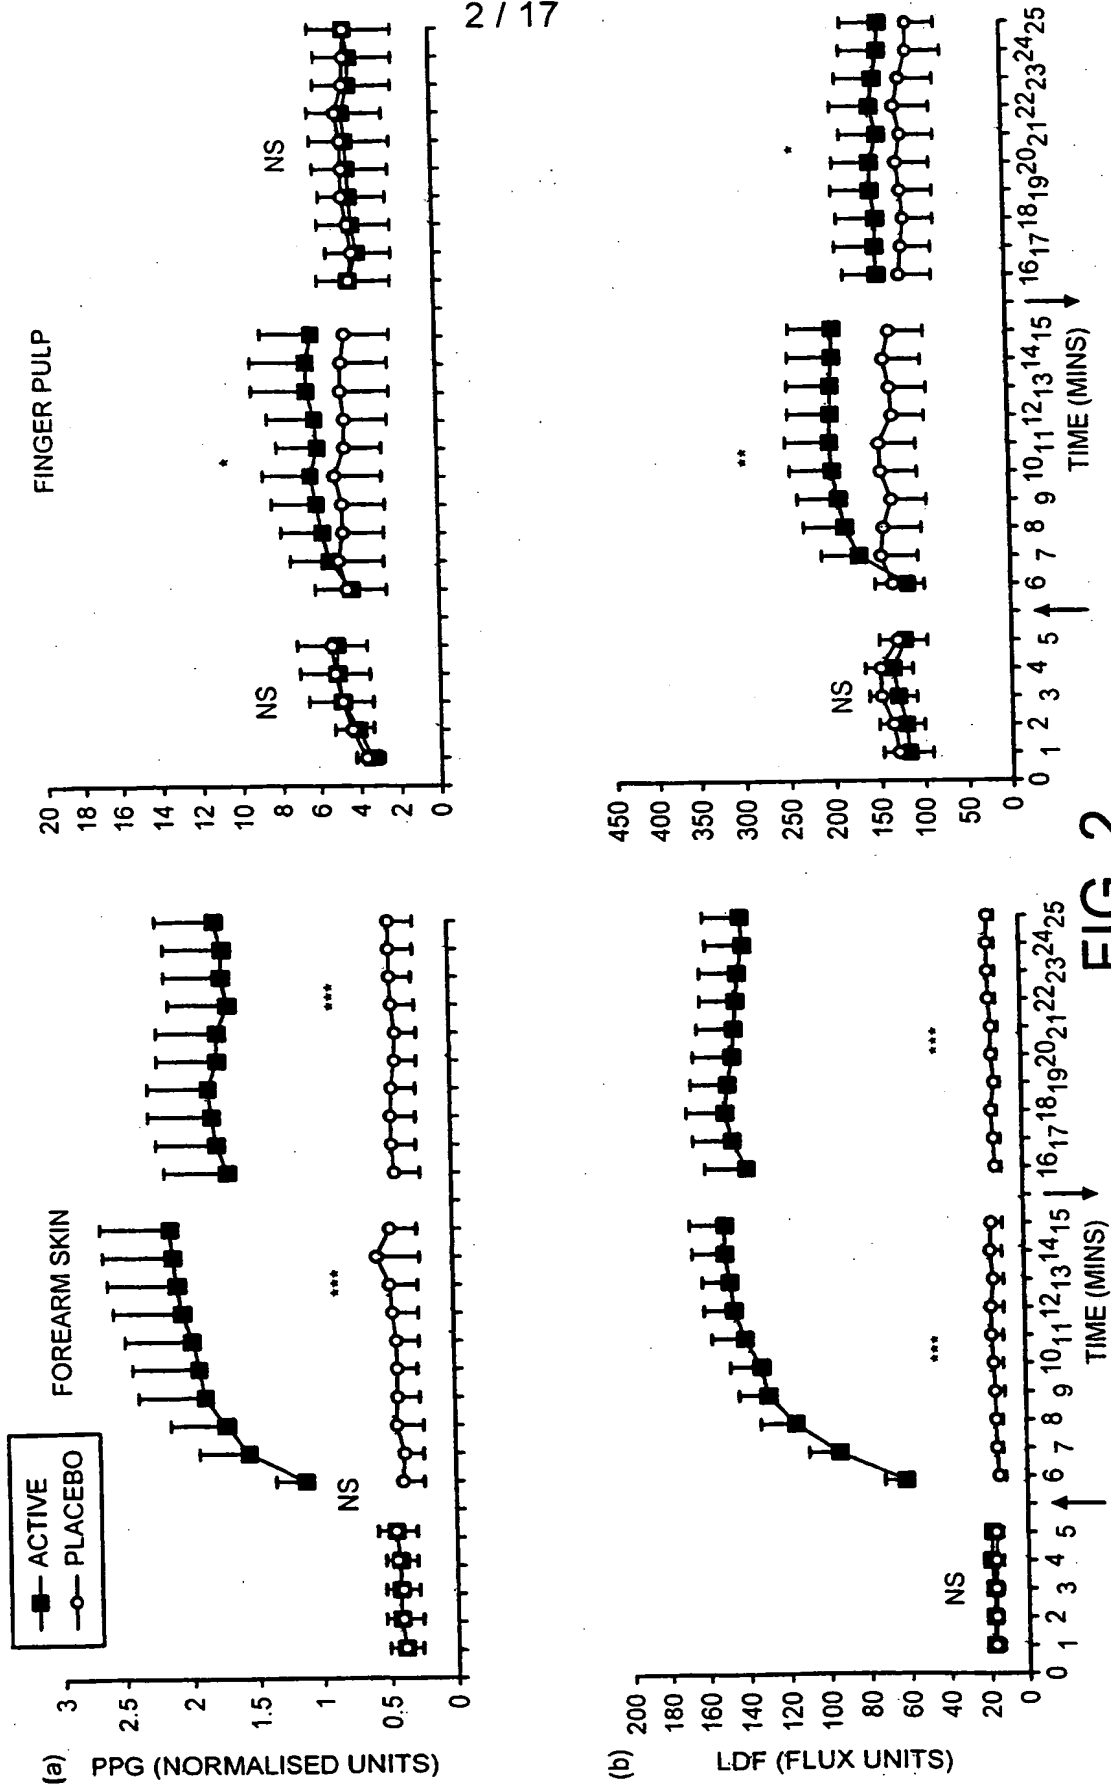 2 / 17
ACTIVE
PLACEBO
FOREARM SKIN
FINGER PULP
(a)
PPG (NORMALISED UNITS)
3
2.5
2
1.5
1
0.5
0
NS
***
***
20
18
16
14
12
10
8
6
4
2
0
NS
*
NS
(b)
LDF (FLUX UNITS)
200
180
160
140
120
100
80
60
40
20
0
NS
***
***
0 1 2 3 4 5 6 7 8 9 10 11 12 13 14 15 16 17 18 19 20 21 22 23 24 25
TIME (MINS)
450
400
350
300
250
200
150
100
50
0
NS
**
*
0 1 2 3 4 5 6 7 8 9 10 11 12 13 14 15 16 17 18 19 20 21 22 23 24 25
TIME (MINS)
FIG 2